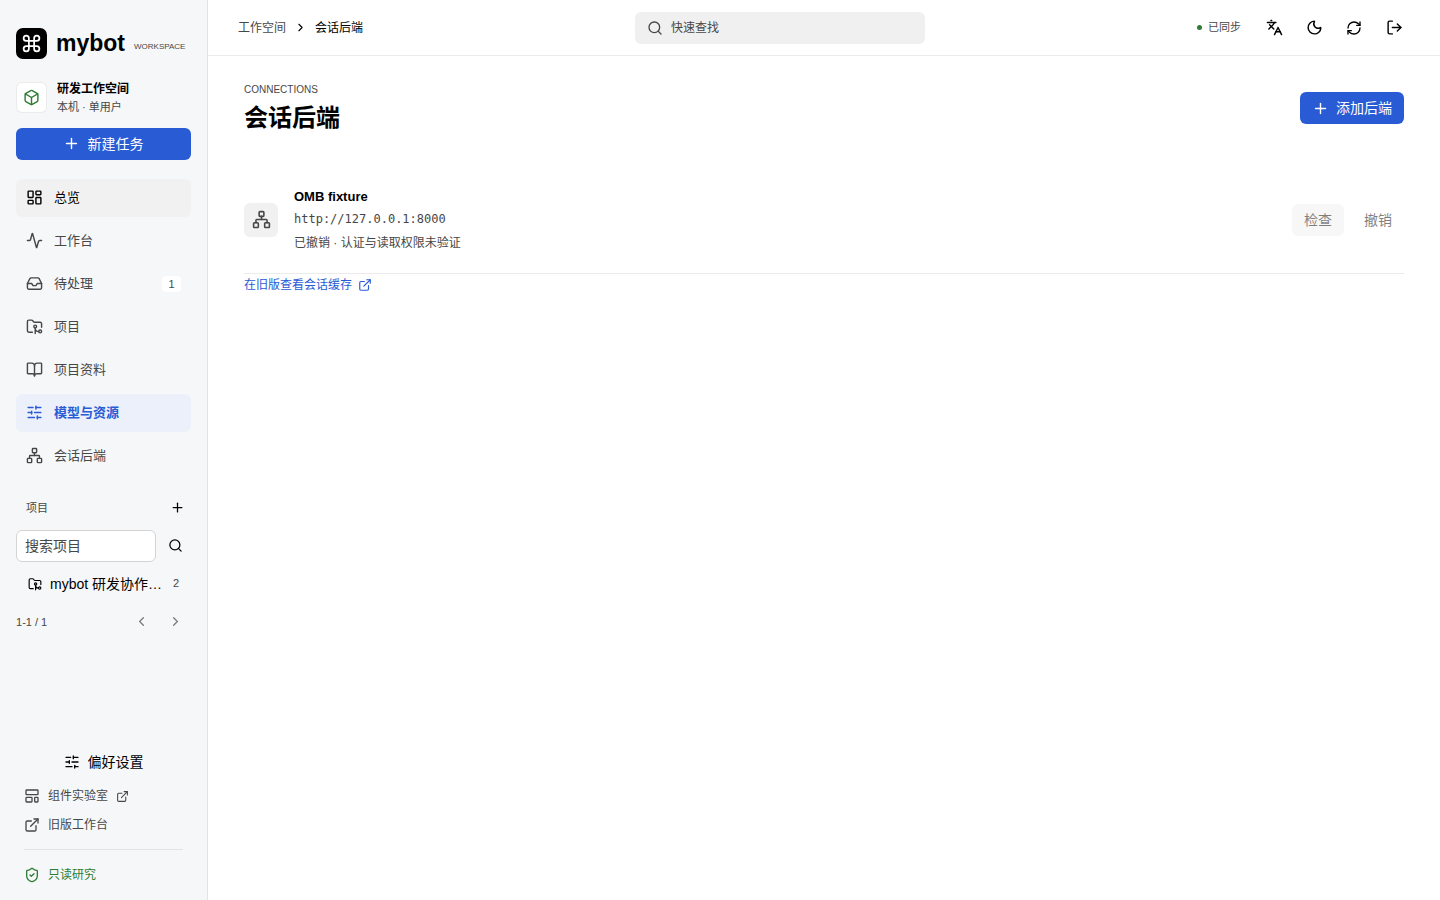 mybot WORKSPACE
研发工作空间
本机 · 单用户
新建任务
总览
工作台
待处理 1
项目
项目资料
模型与资源
会话后端
项目
搜索项目
mybot 研发协作… 2
1-1 / 1
偏好设置
组件实验室
旧版工作台
只读研究
工作空间 会话后端
快速查找
已同步
CONNECTIONS
会话后端
添加后端
OMB fixture
http://127.0.0.1:8000
已撤销 · 认证与读取权限未验证
检查 撤销
在旧版查看会话缓存